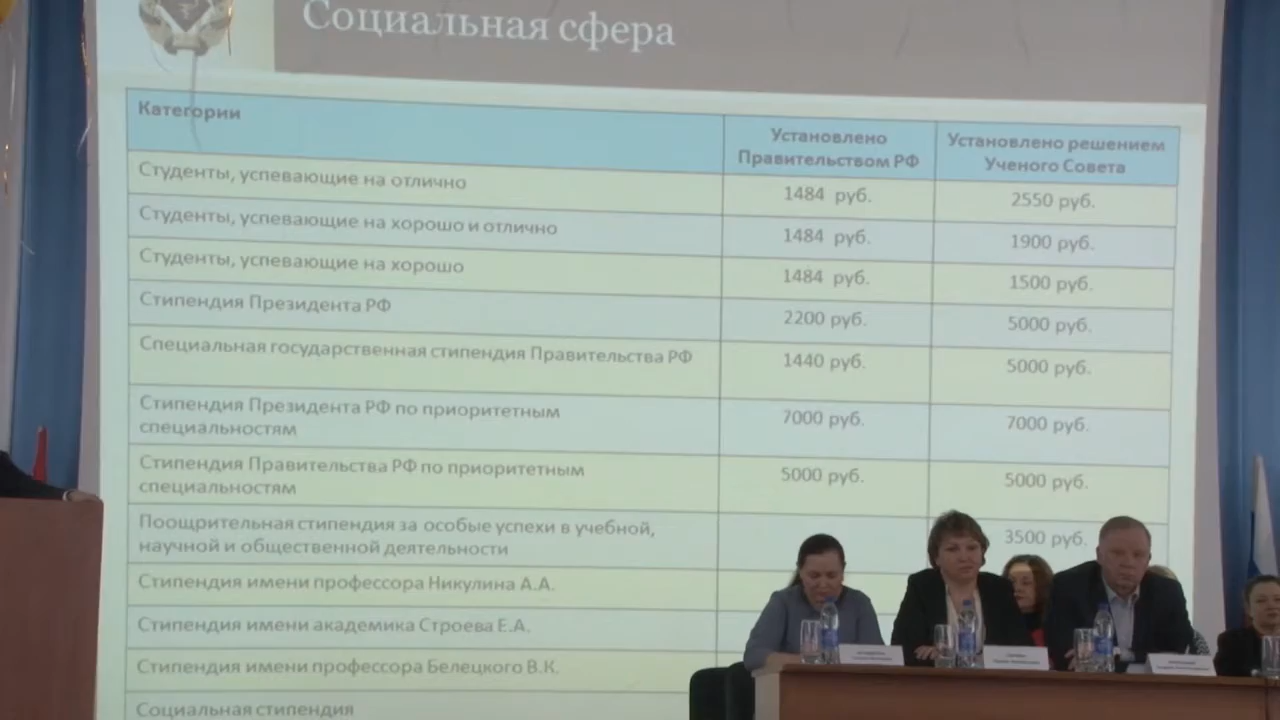 Социальная сфера
Категории
Установлено
Правительством РФ
Установлено решением
Ученого Совета
Студенты, успевающие на отлично
1484 руб.
2550 руб.
Студенты, успевающие на хорошо и отлично
1484 руб.
1900 руб.
Студенты, успевающие на хорошо
1484 руб.
1500 руб.
Стипендия Президента РФ
2200 руб.
5000 руб.
Специальная государственная стипендия Правительства РФ
1440 руб.
5000 руб.
Стипендия Президента РФ по приоритетным
специальностям
7000 руб.
7000 руб.
Стипендия Правительства РФ по приоритетным
специальностям
5000 руб.
5000 руб.
Поощрительная стипендия за особые успехи в учебной,
научной и общественной деятельности
3500 руб.
Стипендия имени профессора Никулина А.А.
Стипендия имени академика Строева Е.А.
Стипендия имени профессора Белецкого В.К.
Социальная стипендия